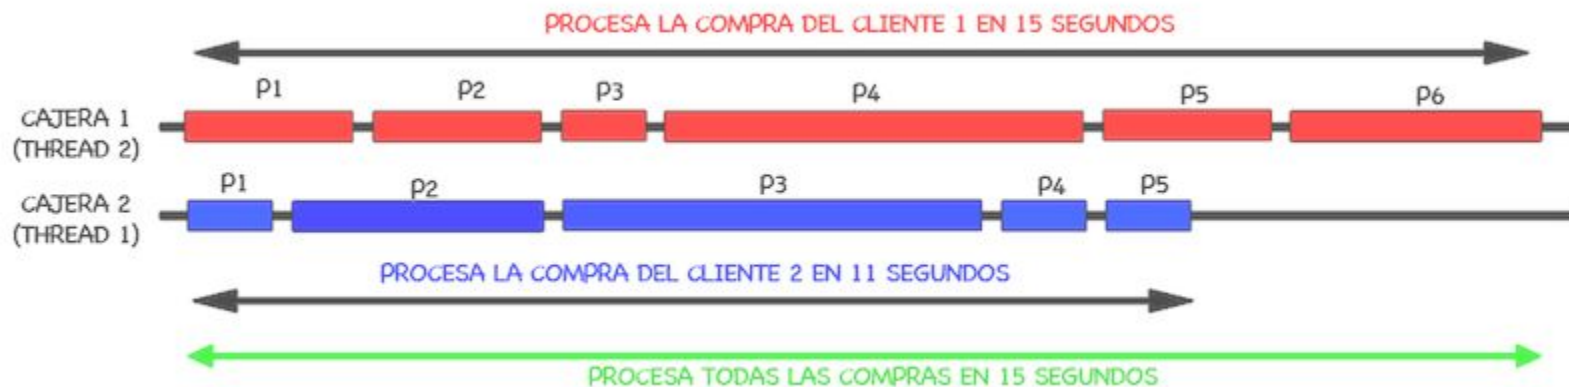 PROCESA LA COMPRA DEL CLIENTE 1 EN 15 SEGUNDOS
P1 P2 P3 P4 P5 P6
CAJERA 1
(THREAD 2)
P1 P2 P3 P4 P5
CAJERA 2
(THREAD 1)
PROCESA LA COMPRA DEL CLIENTE 2 EN 11 SEGUNDOS
PROCESA TODAS LAS COMPRAS EN 15 SEGUNDOS